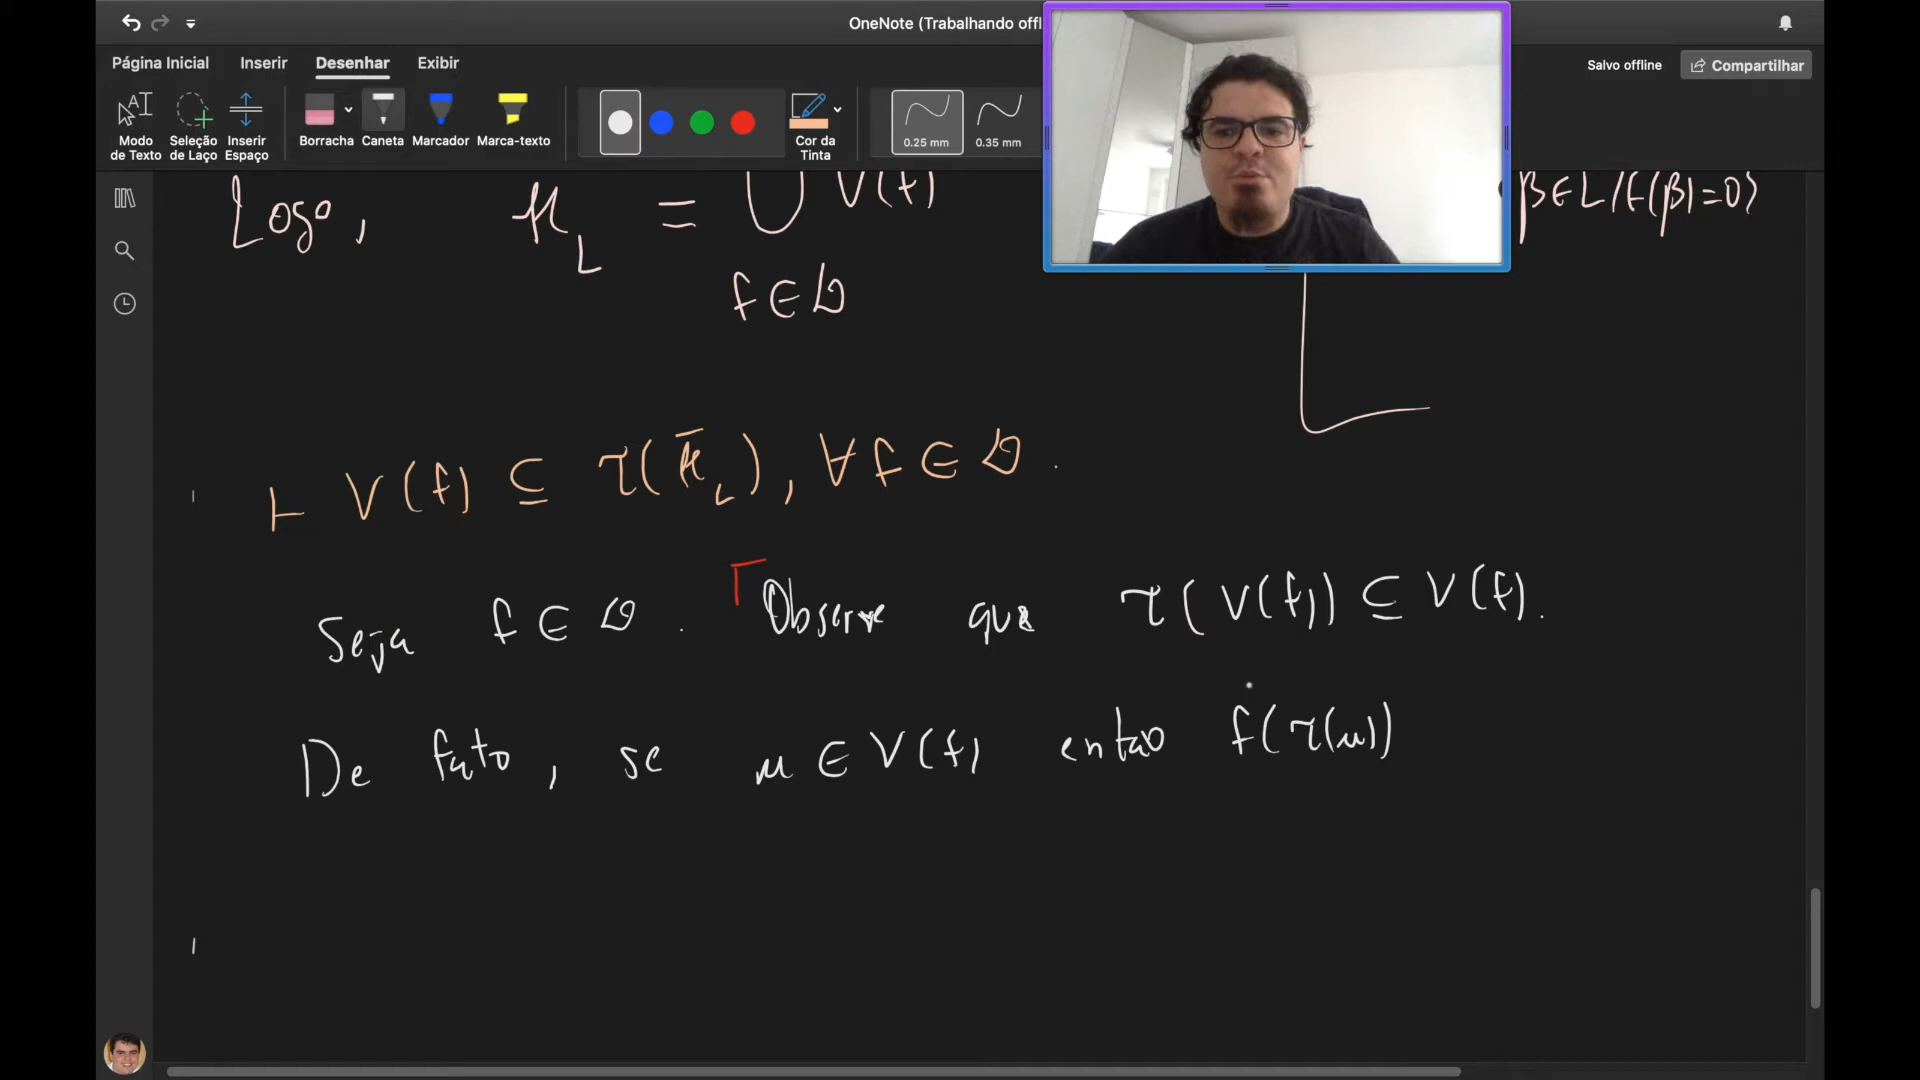 OneNote (Trabalhando offl
Página Inicial Inserir Desenhar Exibir
Salvo offline Compartilhar
Modo de Texto Seleção de Laço Inserir Espaço Borracha Caneta Marcador Marca-texto Cor da Tinta 0.25 mm 0.35 mm
Logo, K̄_L = ⋃ V(f)
f ∈ D
β ∈ L / f(β) = 0}
⊢ V(f) ⊆ τ(K̄_L), ∀ f ∈ D.
Seja f ∈ D. Observe que τ(V(f)) ⊆ V(f).
De fato, se u ∈ V(f) então f(τ(u))